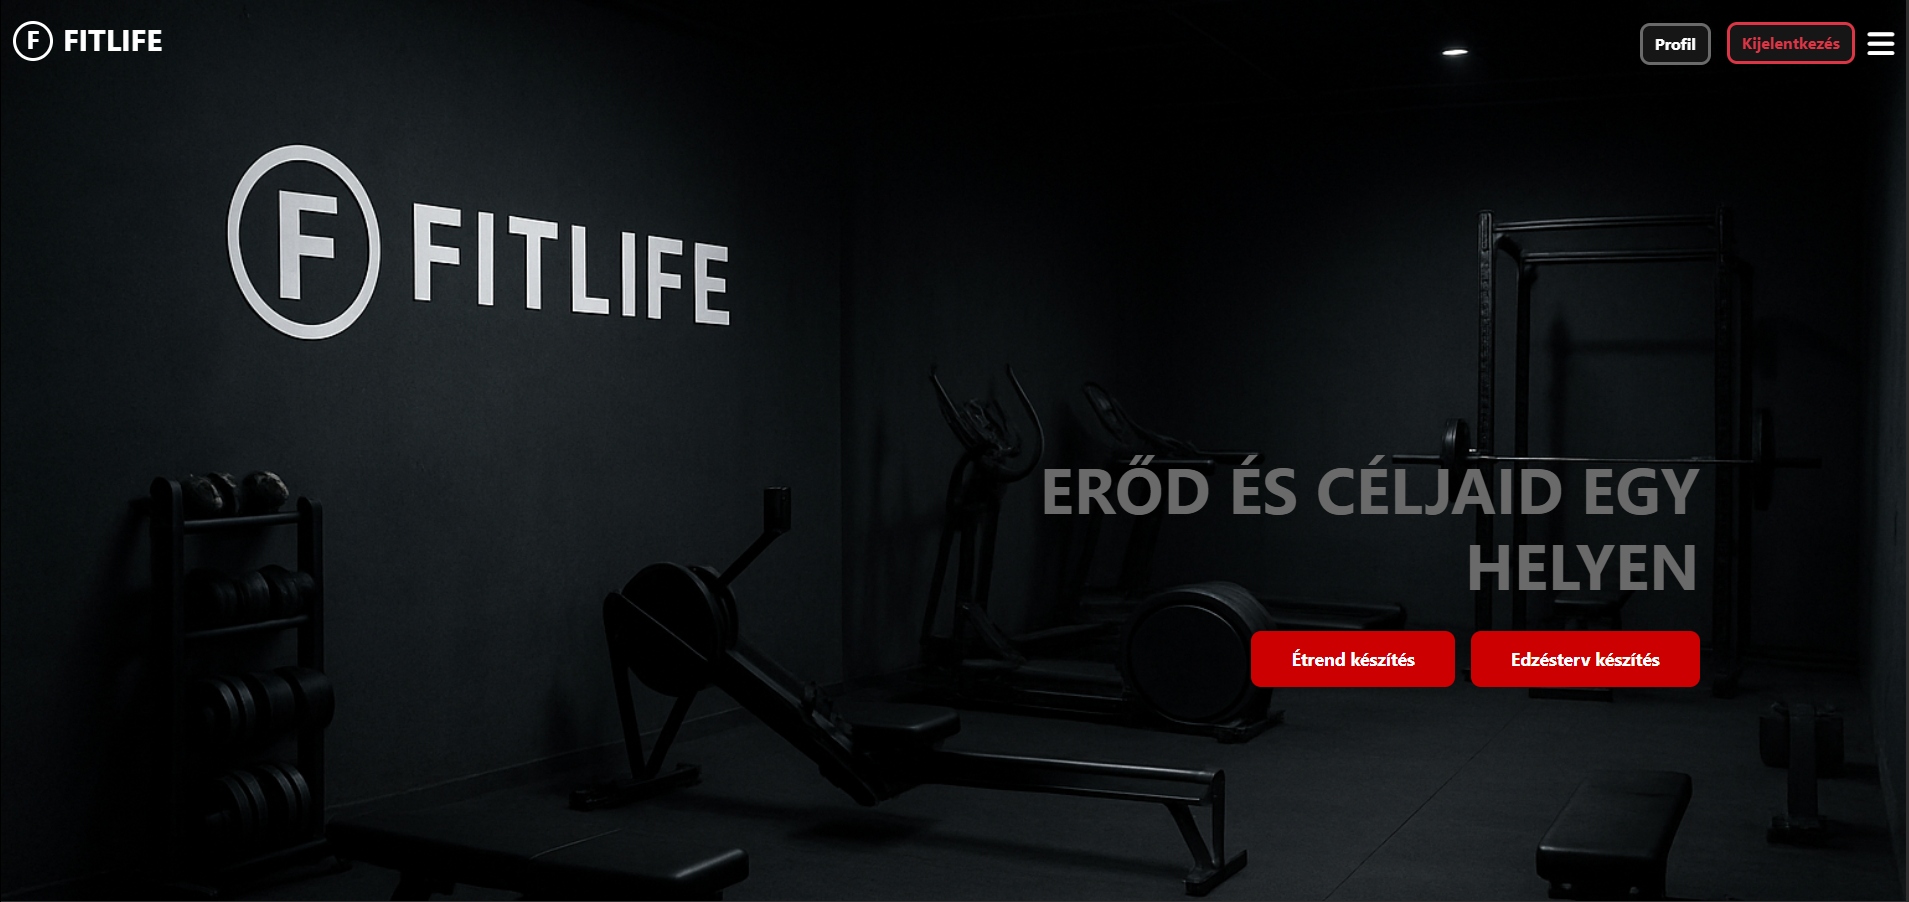 F FITLIFE
Profil
Kijelentkezés
F FITLIFE
ERŐD ÉS CÉLJAID EGY
HELYEN
Étrend készítés
Edzésterv készítés